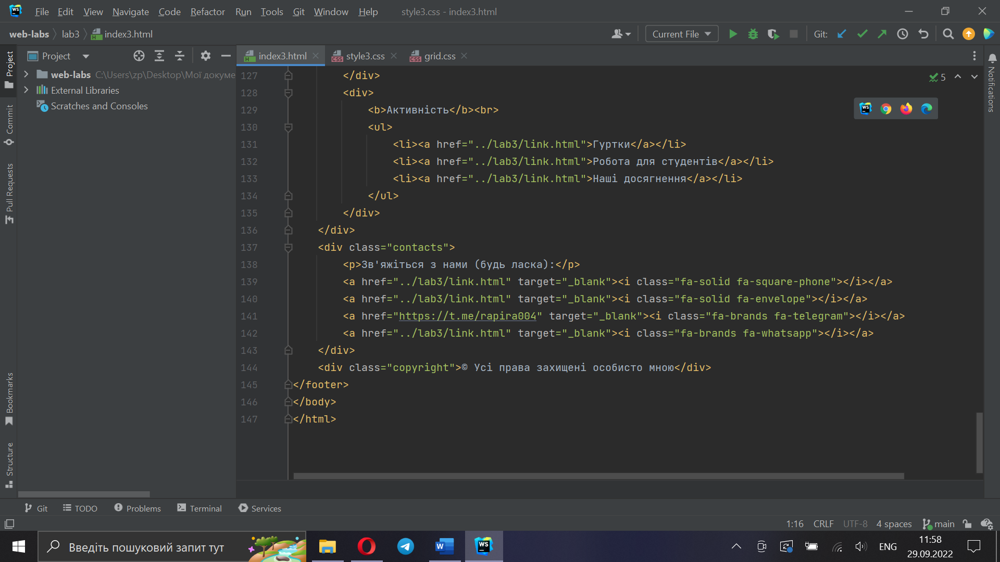 File Edit View Navigate Code Refactor Run Tools Git Window Help style3.css - index3.html
web-labs lab3 index3.html Current File Git:
Project index3.html style3.css grid.css
web-labs C:\Users\zp\Desktop\Мої докуме
External Libraries
Scratches and Consoles
Project
Commit
Pull Requests
Bookmarks
Structure
Notifications
5
127 </div>
128 <div>
129 <b>Активність</b><br>
130 <ul>
131 <li><a href="../lab3/link.html">Гуртки</a></li>
132 <li><a href="../lab3/link.html">Робота для студентів</a></li>
133 <li><a href="../lab3/link.html">Наші досягнення</a></li>
134 </ul>
135 </div>
136 </div>
137 <div class="contacts">
138 <p>Зв'яжіться з нами (будь ласка):</p>
139 <a href="../lab3/link.html" target="_blank"><i class="fa-solid fa-square-phone"></i></a>
140 <a href="../lab3/link.html" target="_blank"><i class="fa-solid fa-envelope"></i></a>
141 <a href="https://t.me/rapira004" target="_blank"><i class="fa-brands fa-telegram"></i></a>
142 <a href="../lab3/link.html" target="_blank"><i class="fa-brands fa-whatsapp"></i></a>
143 </div>
144 <div class="copyright">© Усі права захищені особисто мною</div>
145 </footer>
146 </body>
147 </html>
Git TODO Problems Terminal Services
1:16 CRLF UTF-8 4 spaces main
Введіть пошуковий запит тут ENG 11:58
29.09.2022